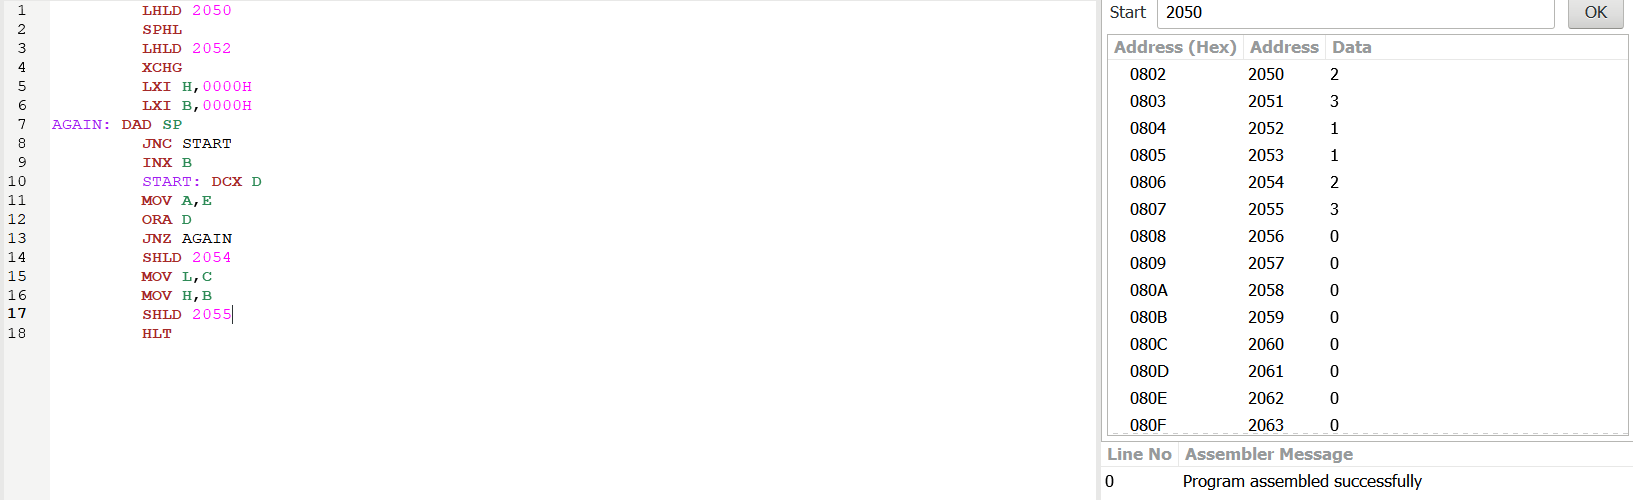 1 LHLD 2050
2 SPHL
3 LHLD 2052
4 XCHG
5 LXI H,0000H
6 LXI B,0000H
7 AGAIN: DAD SP
8 JNC START
9 INX B
10 START: DCX D
11 MOV A,E
12 ORA D
13 JNZ AGAIN
14 SHLD 2054
15 MOV L,C
16 MOV H,B
17 SHLD 2055
18 HLT
Start 2050 OK
Address (Hex) Address Data
0802 2050 2
0803 2051 3
0804 2052 1
0805 2053 1
0806 2054 2
0807 2055 3
0808 2056 0
0809 2057 0
080A 2058 0
080B 2059 0
080C 2060 0
080D 2061 0
080E 2062 0
080F 2063 0
Line No Assembler Message
0 Program assembled successfully